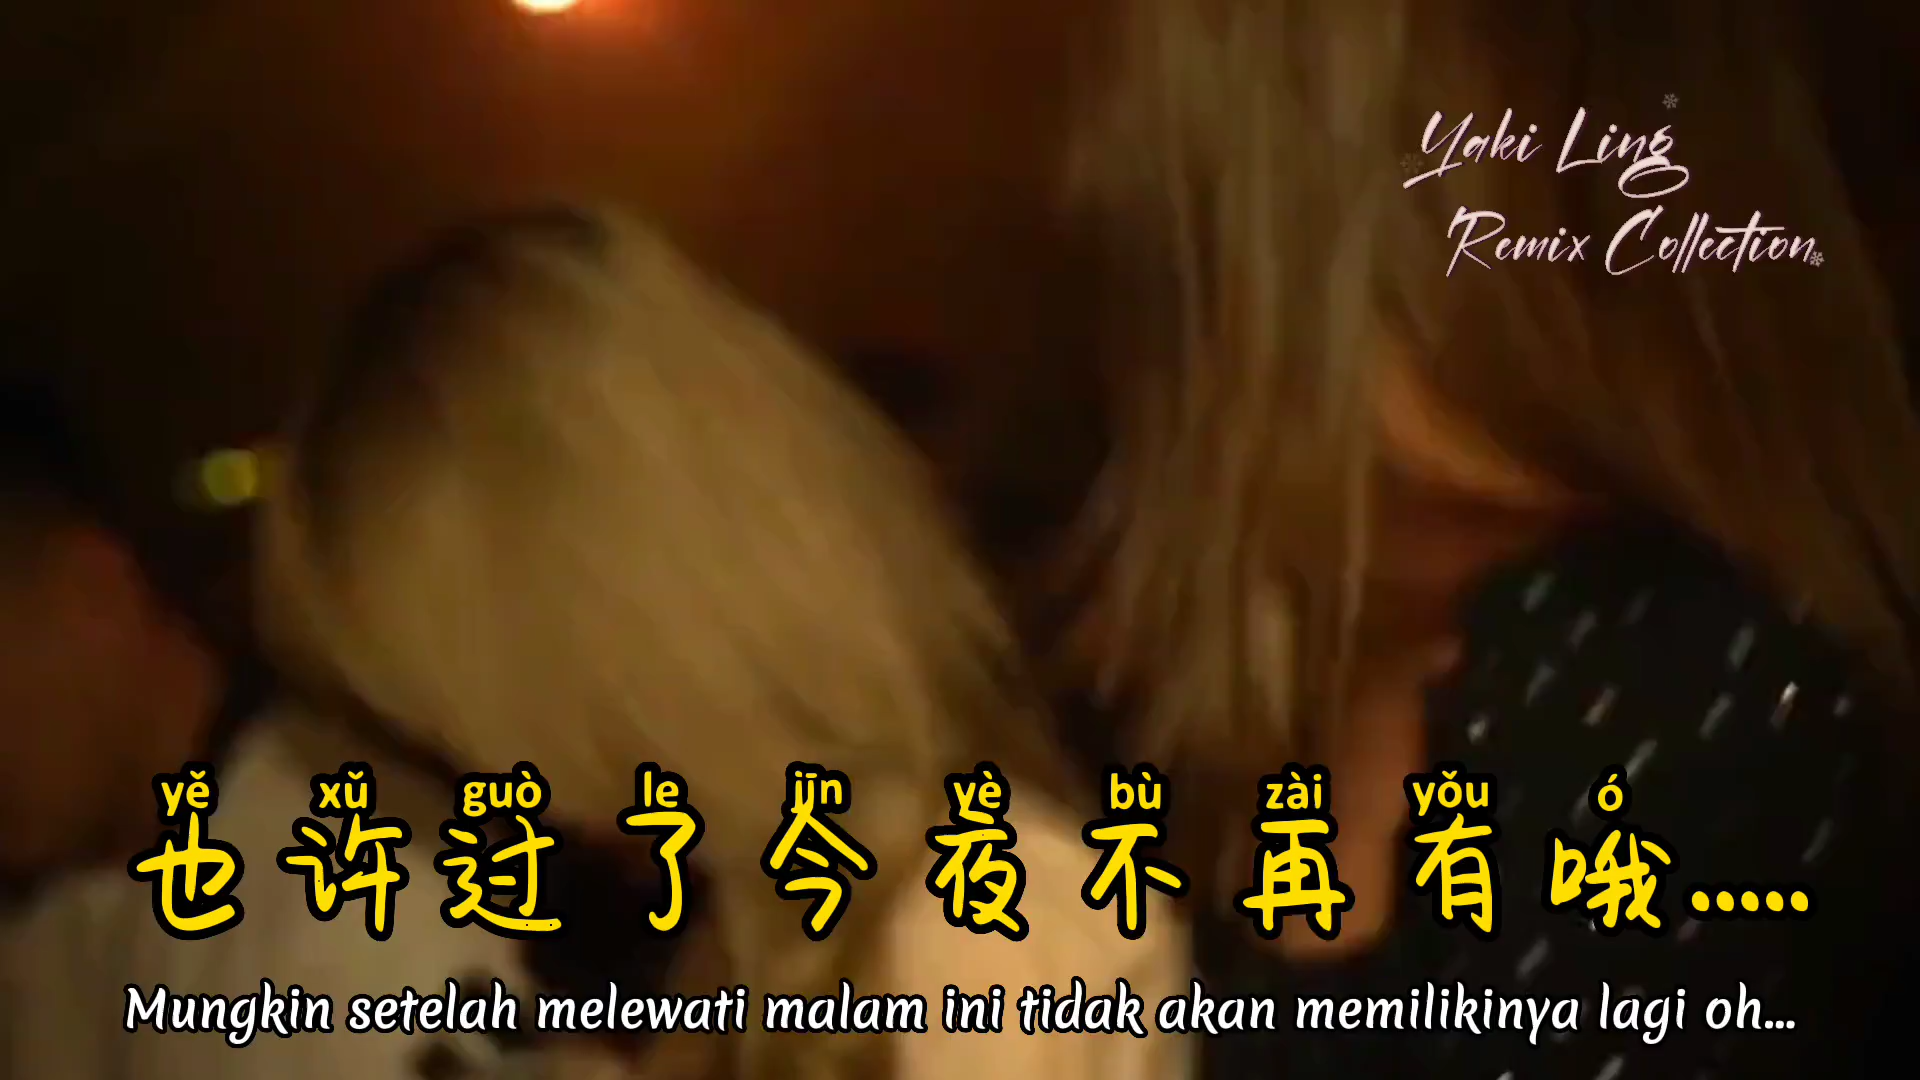 Yaki Ling
Remix Collection
yě xǔ guò le jīn yè bù zài yǒu ó
也许过了今夜不再有哦.....
Mungkin setelah melewati malam ini tidak akan memilikinya lagi oh...